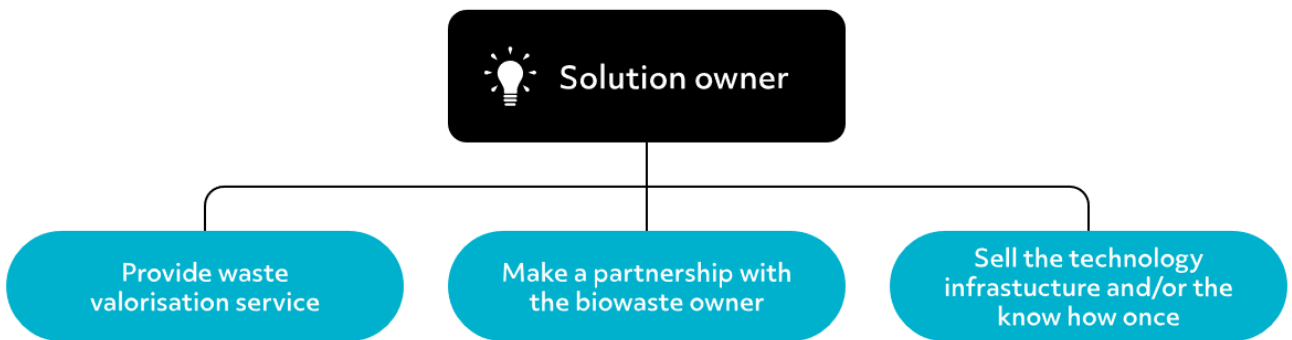 Solution owner
Provide waste
valorisation service
Make a partnership with
the biowaste owner
Sell the technology
infrastucture and/or the
know how once